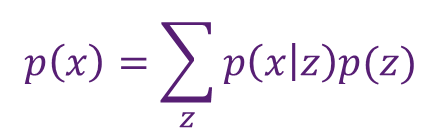 p(x) = ∑_z p(x|z)p(z)